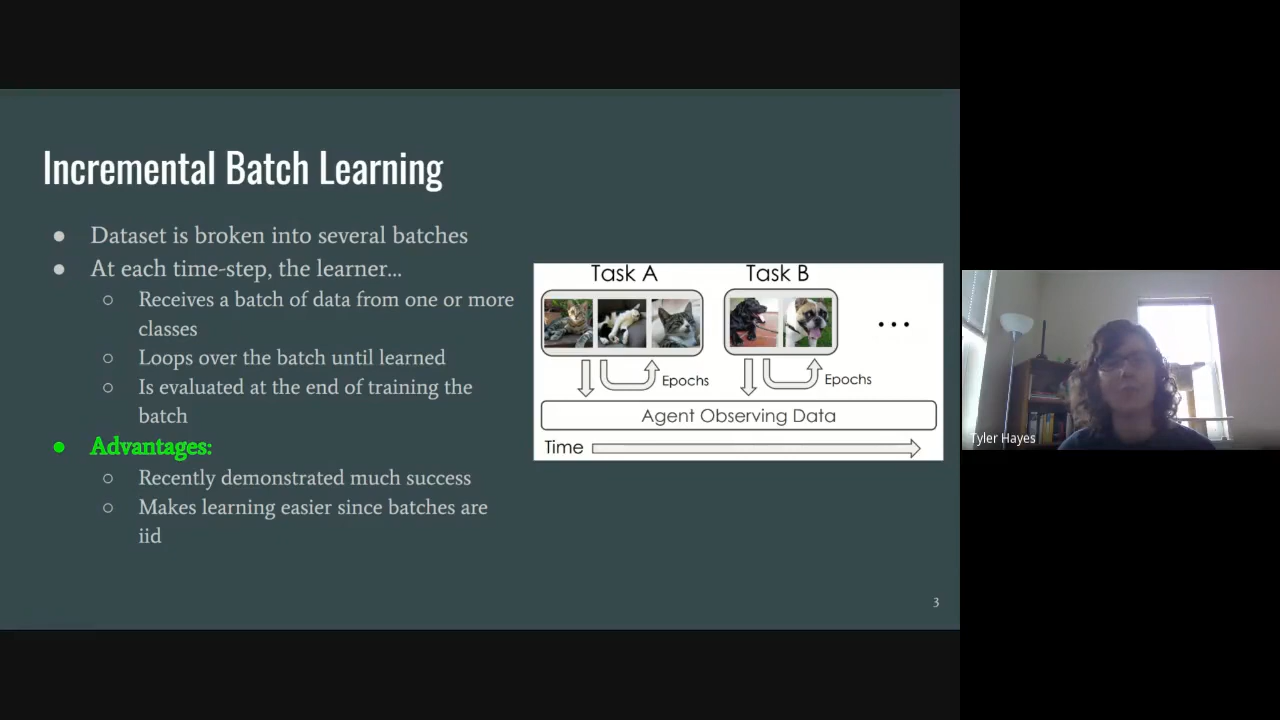 Incremental Batch Learning
● Dataset is broken into several batches
● At each time-step, the learner...
○ Receives a batch of data from one or more
classes
○ Loops over the batch until learned
○ Is evaluated at the end of training the
batch
● Advantages:
○ Recently demonstrated much success
○ Makes learning easier since batches are
iid
Task A
Task B
...
Epochs
Epochs
Agent Observing Data
Time
3
Tyler Hayes